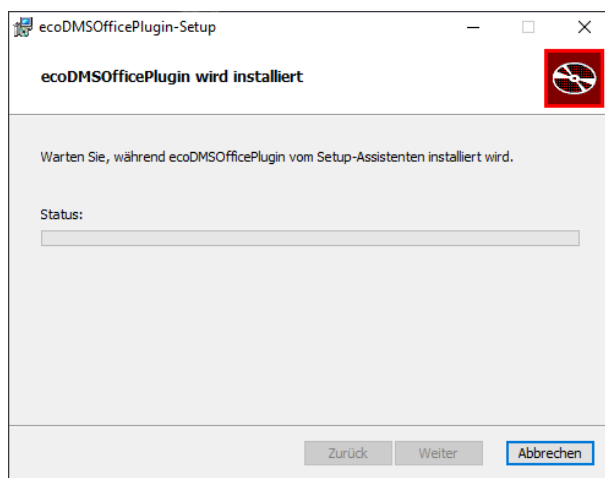 ecoDMSOfficePlugin-Setup
ecoDMSOfficePlugin wird installiert
Warten Sie, während ecoDMSOfficePlugin vom Setup-Assistenten installiert wird.
Status:
Zurück Weiter Abbrechen